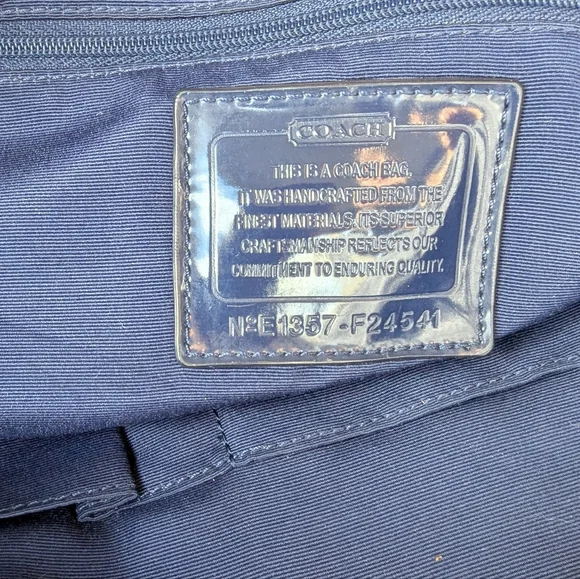 COACH
THIS IS A COACH BAG.
IT WAS HANDCRAFTED FROM THE
FINEST MATERIALS. ITS SUPERIOR
CRAFTSMANSHIP REFLECTS OUR
COMMITMENT TO ENDURING QUALITY.
Nº E1357-F24541